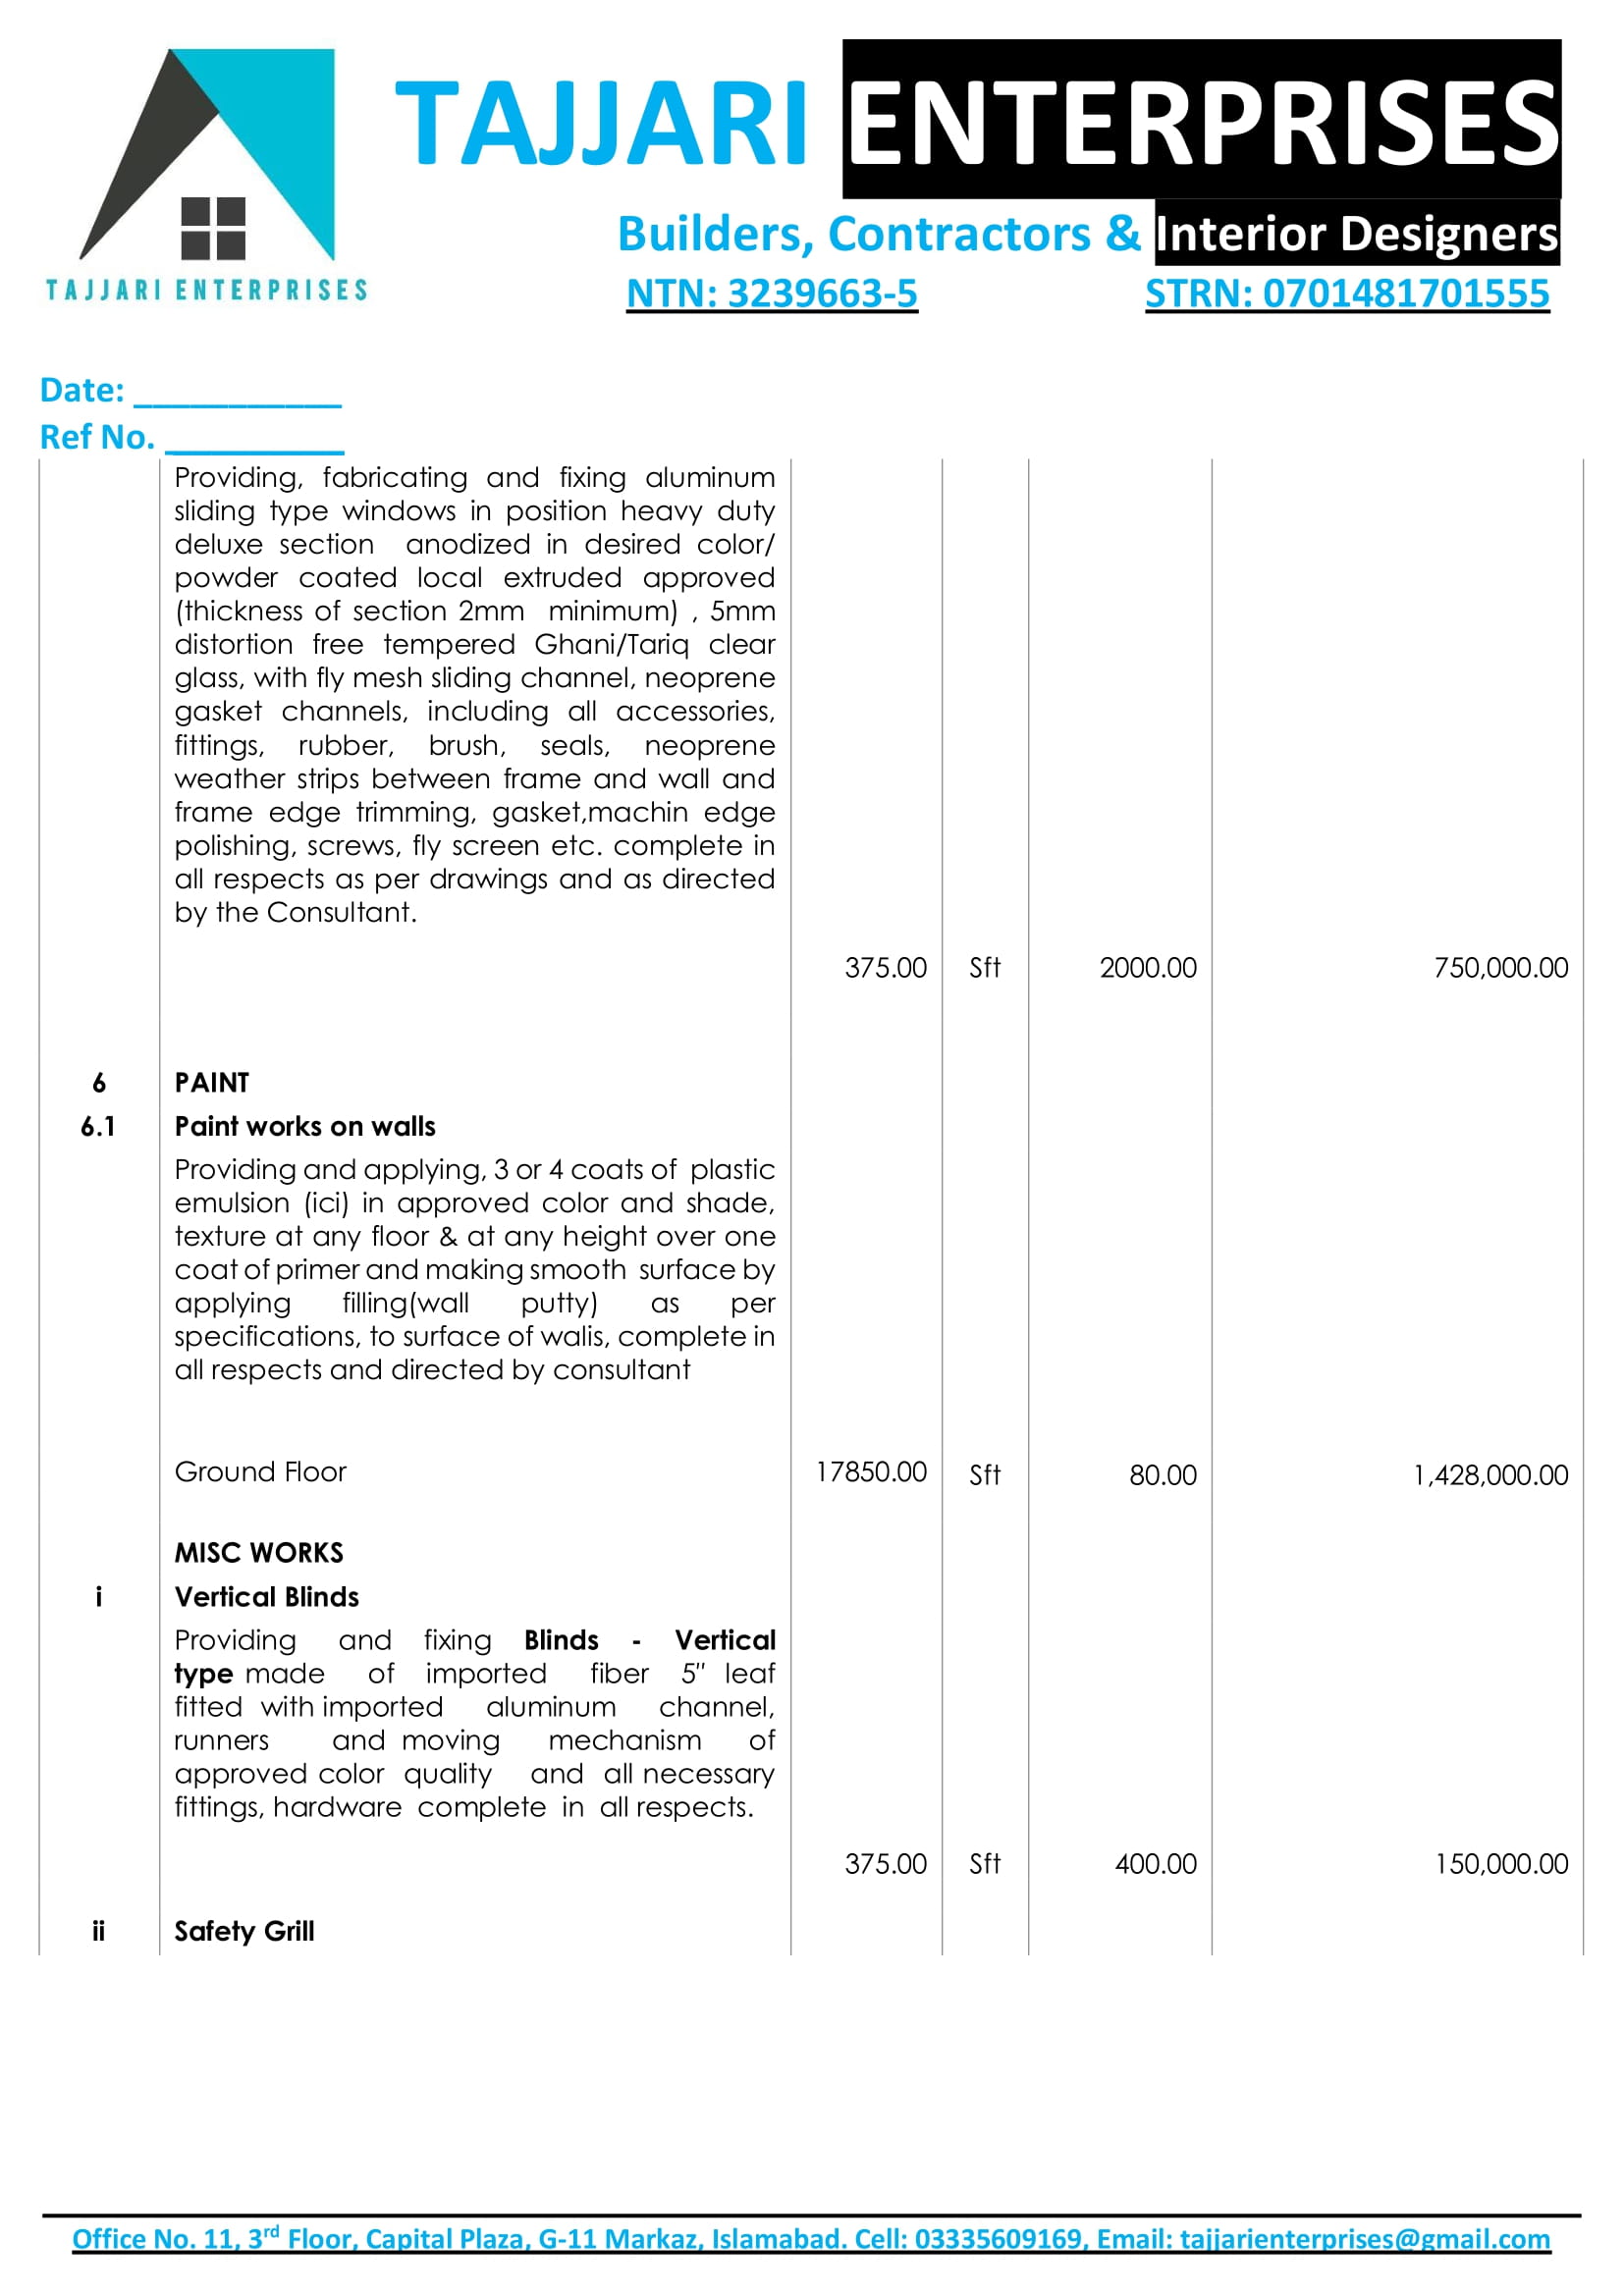 TAJJARI ENTERPRISES
TAJJARI ENTERPRISES
Builders, Contractors & Interior Designers
NTN: 3239663-5 STRN: 0701481701555
Date: ___________
Ref No. __________
Providing, fabricating and fixing aluminum
sliding type windows in position heavy duty
deluxe section anodized in desired color/
powder coated local extruded approved
(thickness of section 2mm minimum) , 5mm
distortion free tempered Ghani/Tariq clear
glass, with fly mesh sliding channel, neoprene
gasket channels, including all accessories,
fittings, rubber, brush, seals, neoprene
weather strips between frame and wall and
frame edge trimming, gasket,machin edge
polishing, screws, fly screen etc. complete in
all respects as per drawings and as directed
by the Consultant.
375.00 Sft 2000.00 750,000.00
6 PAINT
6.1 Paint works on walls
Providing and applying, 3 or 4 coats of plastic
emulsion (ici) in approved color and shade,
texture at any floor & at any height over one
coat of primer and making smooth surface by
applying filling(wall putty) as per
specifications, to surface of walis, complete in
all respects and directed by consultant
Ground Floor 17850.00 Sft 80.00 1,428,000.00
MISC WORKS
i Vertical Blinds
Providing and fixing Blinds - Vertical
type made of imported fiber 5" leaf
fitted with imported aluminum channel,
runners and moving mechanism of
approved color quality and all necessary
fittings, hardware complete in all respects.
375.00 Sft 400.00 150,000.00
ii Safety Grill
Office No. 11, 3rd Floor, Capital Plaza, G-11 Markaz, Islamabad. Cell: 03335609169, Email: tajjarienterprises@gmail.com